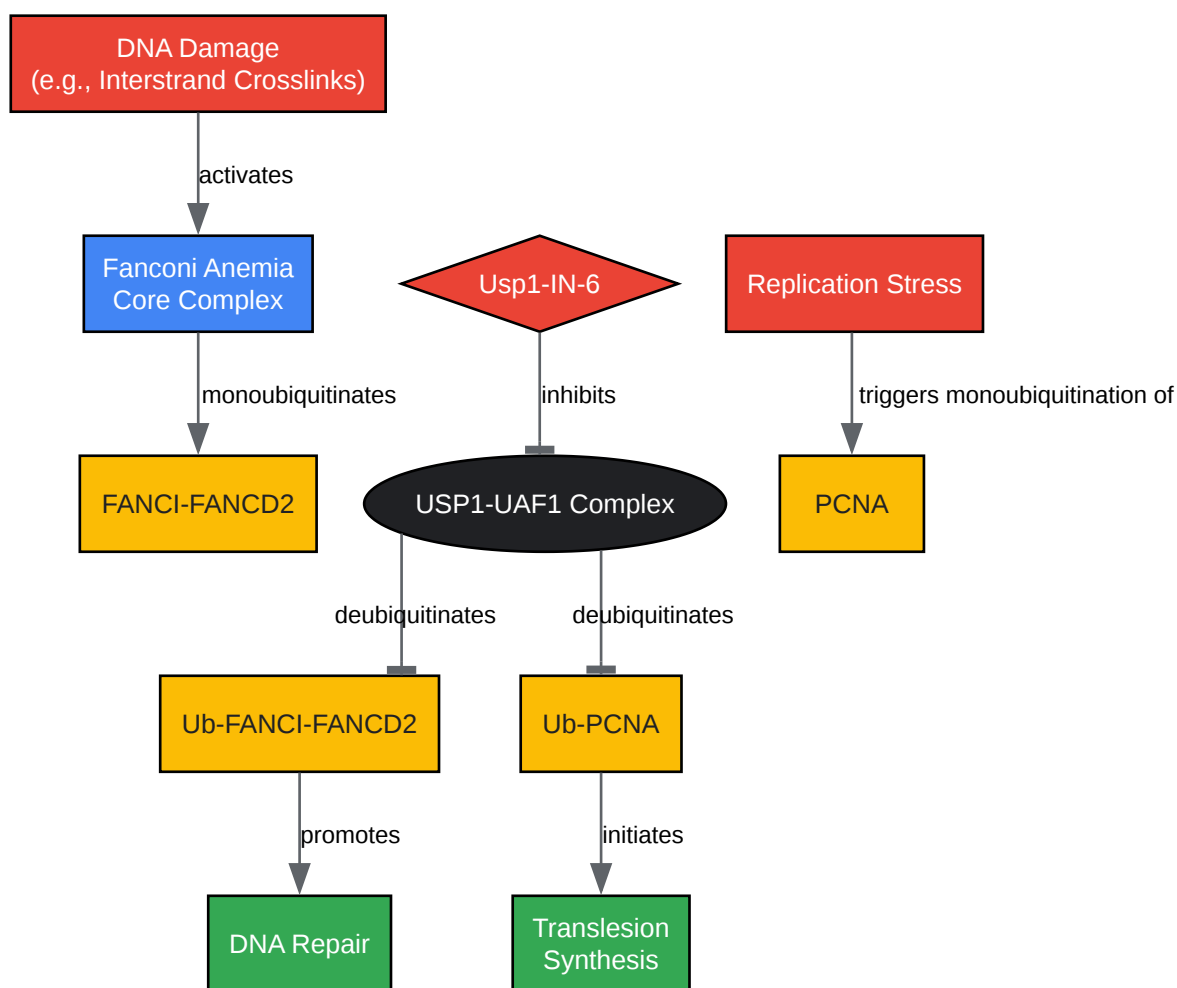 DNA Damage
(e.g., Interstrand Crosslinks)
activates
Fanconi Anemia
Core Complex
Usp1-IN-6
Replication Stress
monoubiquitinates
inhibits
triggers monoubiquitination of
FANCI-FANCD2
USP1-UAF1 Complex
PCNA
deubiquitinates
deubiquitinates
Ub-FANCI-FANCD2
Ub-PCNA
promotes
initiates
DNA Repair
Translesion
Synthesis